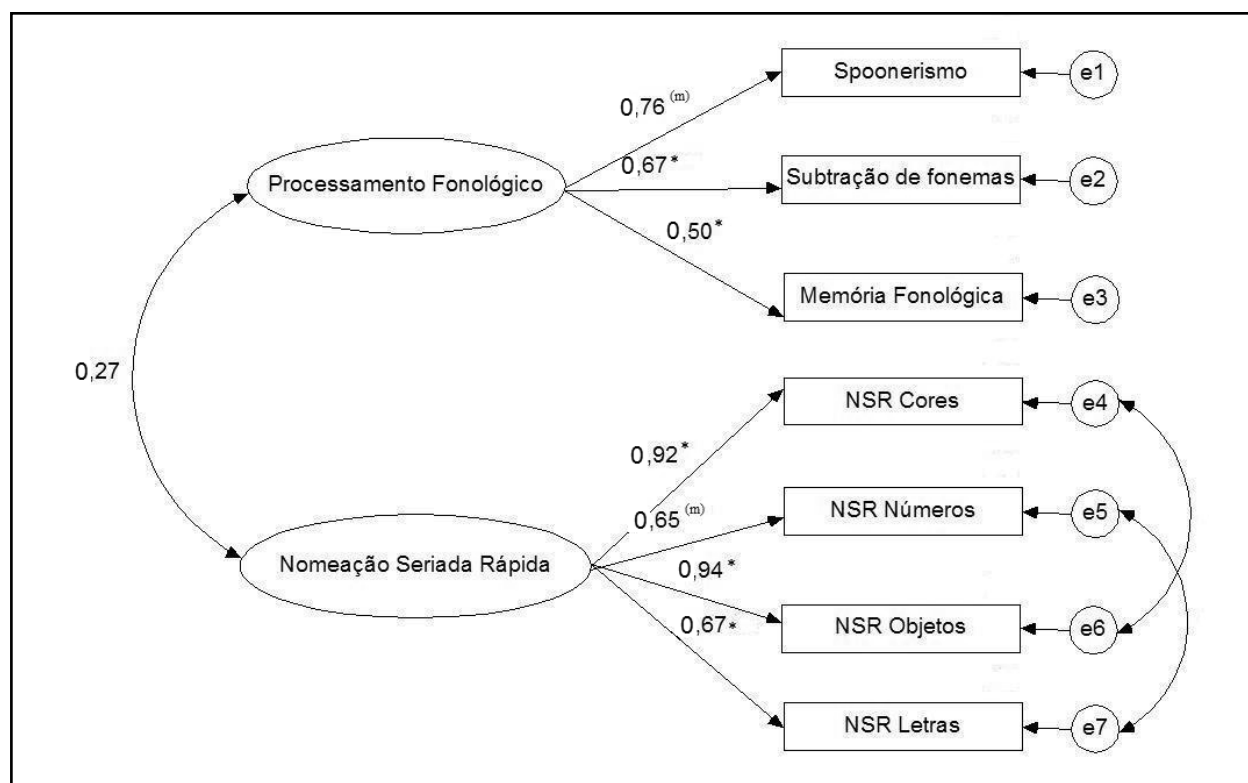 Spoonerismo
e1
0,76 (m)
0,67 *
Processamento Fonológico
Subtração de fonemas
e2
0,50 *
Memória Fonológica
e3
0,27
NSR Cores
e4
0,92 *
0,65 (m)
NSR Números
e5
Nomeação Seriada Rápida
0,94 *
0,67 *
NSR Objetos
e6
NSR Letras
e7